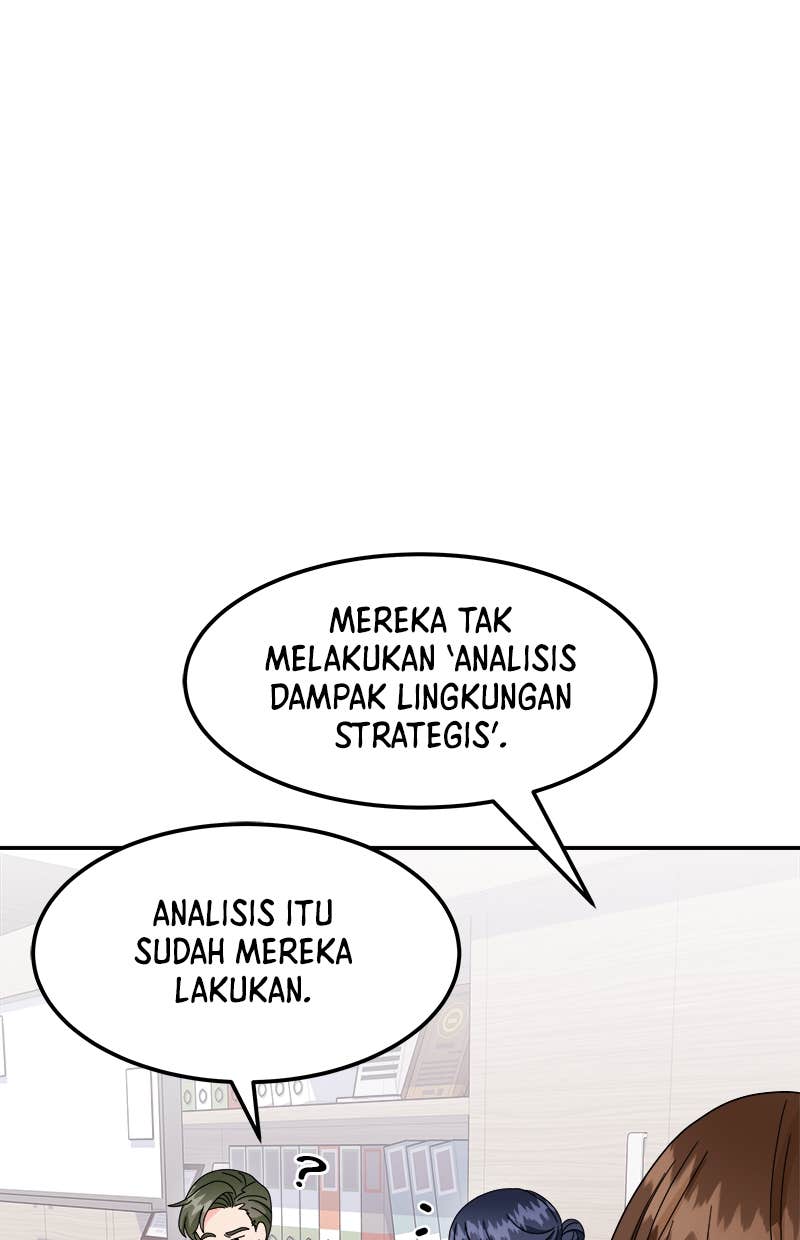 MEREKA TAK
MELAKUKAN ‘ANALISIS
DAMPAK LINGKUNGAN
STRATEGIS’.
ANALISIS ITU
SUDAH MEREKA
LAKUKAN.
?